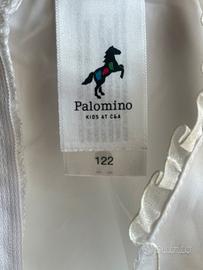 Palomino
KIDS AT C&A
122